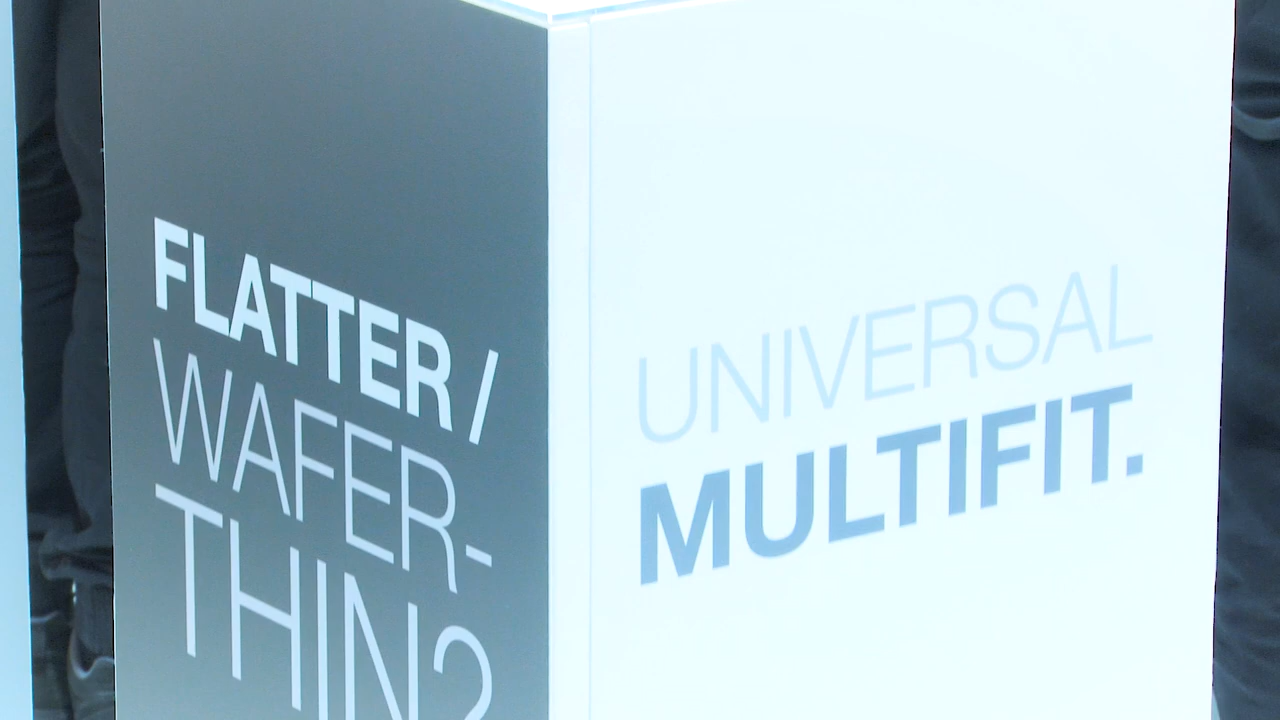 FLATTER /
WAFER-
THIN?
UNIVERSAL
MULTIFIT.